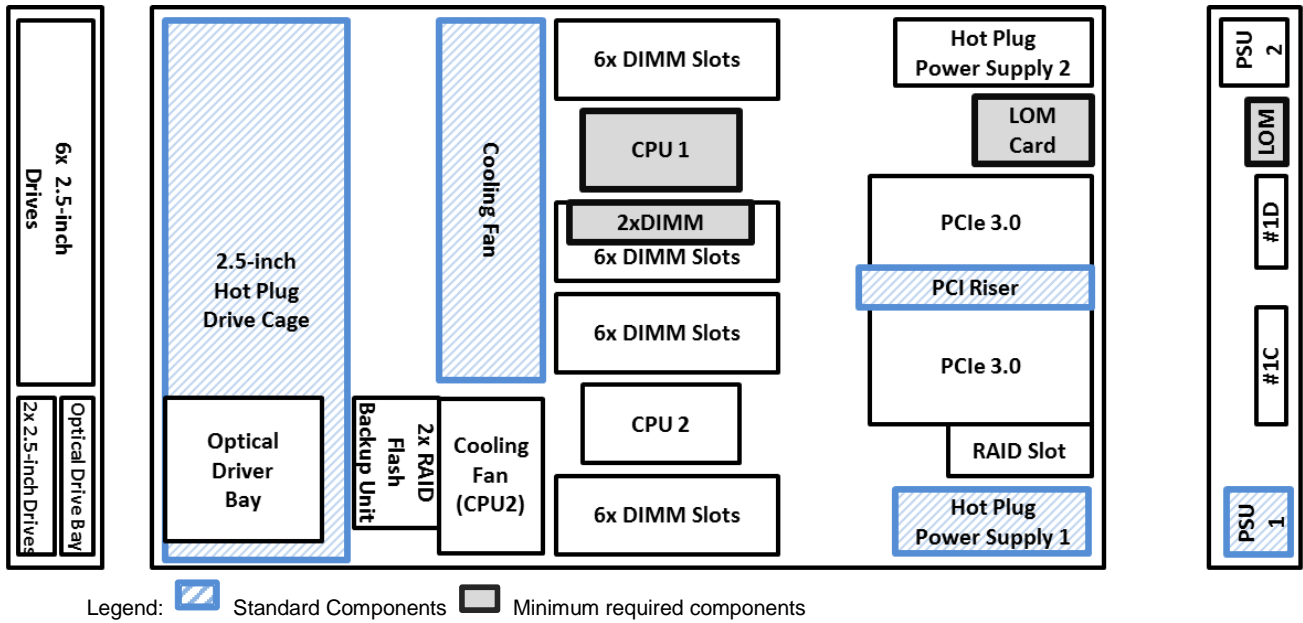 6x 2.5-inch
Drives
2x 2.5-inch Drives
Optical Drive Bay
2.5-inch
Hot Plug
Drive Cage
Optical
Driver
Bay
2x RAID
Flash
Backup Unit
Cooling Fan
Cooling
Fan
(CPU2)
6x DIMM Slots
CPU 1
2xDIMM
6x DIMM Slots
6x DIMM Slots
CPU 2
6x DIMM Slots
Hot Plug
Power Supply 2
LOM
Card
PCIe 3.0
PCI Riser
PCIe 3.0
RAID Slot
Hot Plug
Power Supply 1
PSU
2
LOM
#1D
#1C
PSU
1
Legend: Standard Components Minimum required components